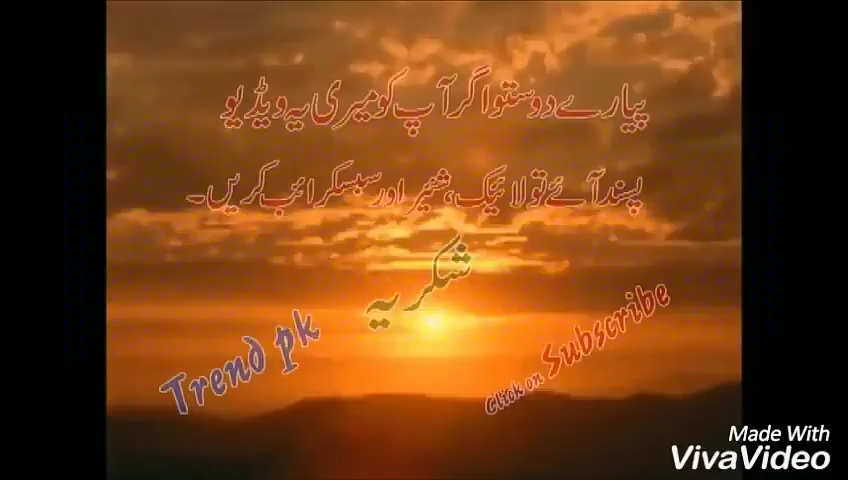 پیارے دوستو اگر آپ کو میری یہ ویڈیو
پسند آئے تو لائیک، شئیر اور سبسکرائب کریں۔
شکریہ
Trend pk
Click on Subscribe
Made With
VivaVideo